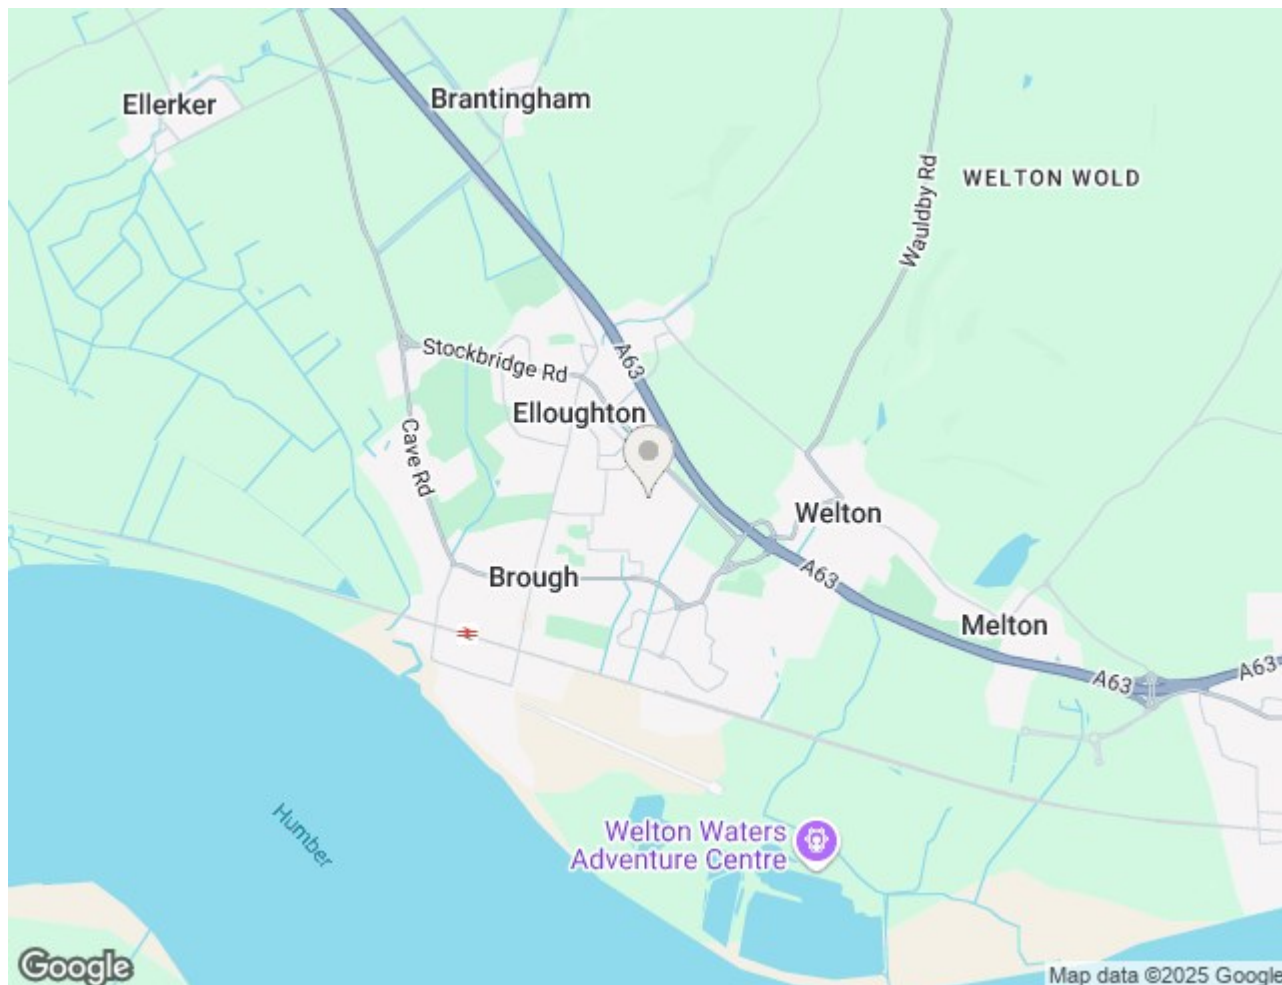 Ellerker
Brantingham
WELTON WOLD
Wauldby Rd
Stockbridge Rd
A63
Elloughton
Cave Rd
Welton
Brough
A63
Melton
A63
A63
Humber
Welton Waters
Adventure Centre
Google
Map data ©2025 Google